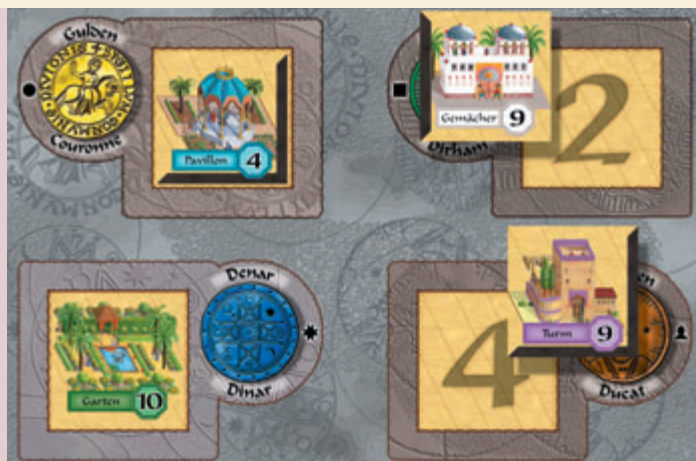 Gulden
Couronne
Pavillon 4
Gemächer 9
Dirham
2
Denar
Dinar
Garten 10
4
Turm 9
Ducat